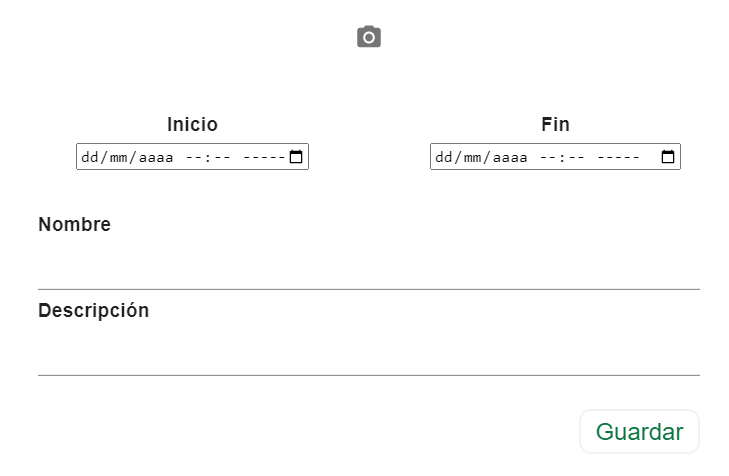 Inicio Fin
dd/mm/aaaa --:-- ----- dd/mm/aaaa --:-- -----
Nombre
Descripción
Guardar